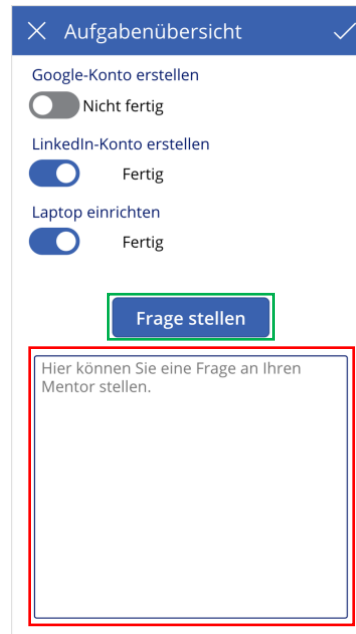 Aufgabenübersicht
Google-Konto erstellen
Nicht fertig
LinkedIn-Konto erstellen
Fertig
Laptop einrichten
Fertig
Frage stellen
Hier können Sie eine Frage an Ihren
Mentor stellen.